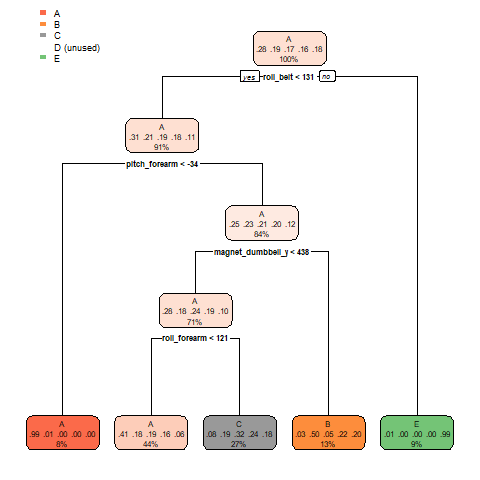 A
B
C
D (unused)
E
A
.28 .19 .17 .16 .18
100%
yes roll_belt < 131 no
A
.31 .21 .19 .18 .11
91%
pitch_forearm < -34
A
.25 .23 .21 .20 .12
84%
magnet_dumbbell_y < 438
A
.28 .18 .24 .19 .10
71%
roll_forearm < 121
A
.99 .01 .00 .00 .00
8%
A
.41 .18 .19 .16 .06
44%
C
.08 .19 .32 .24 .18
27%
B
.03 .50 .05 .22 .20
13%
E
.01 .00 .00 .00 .99
9%